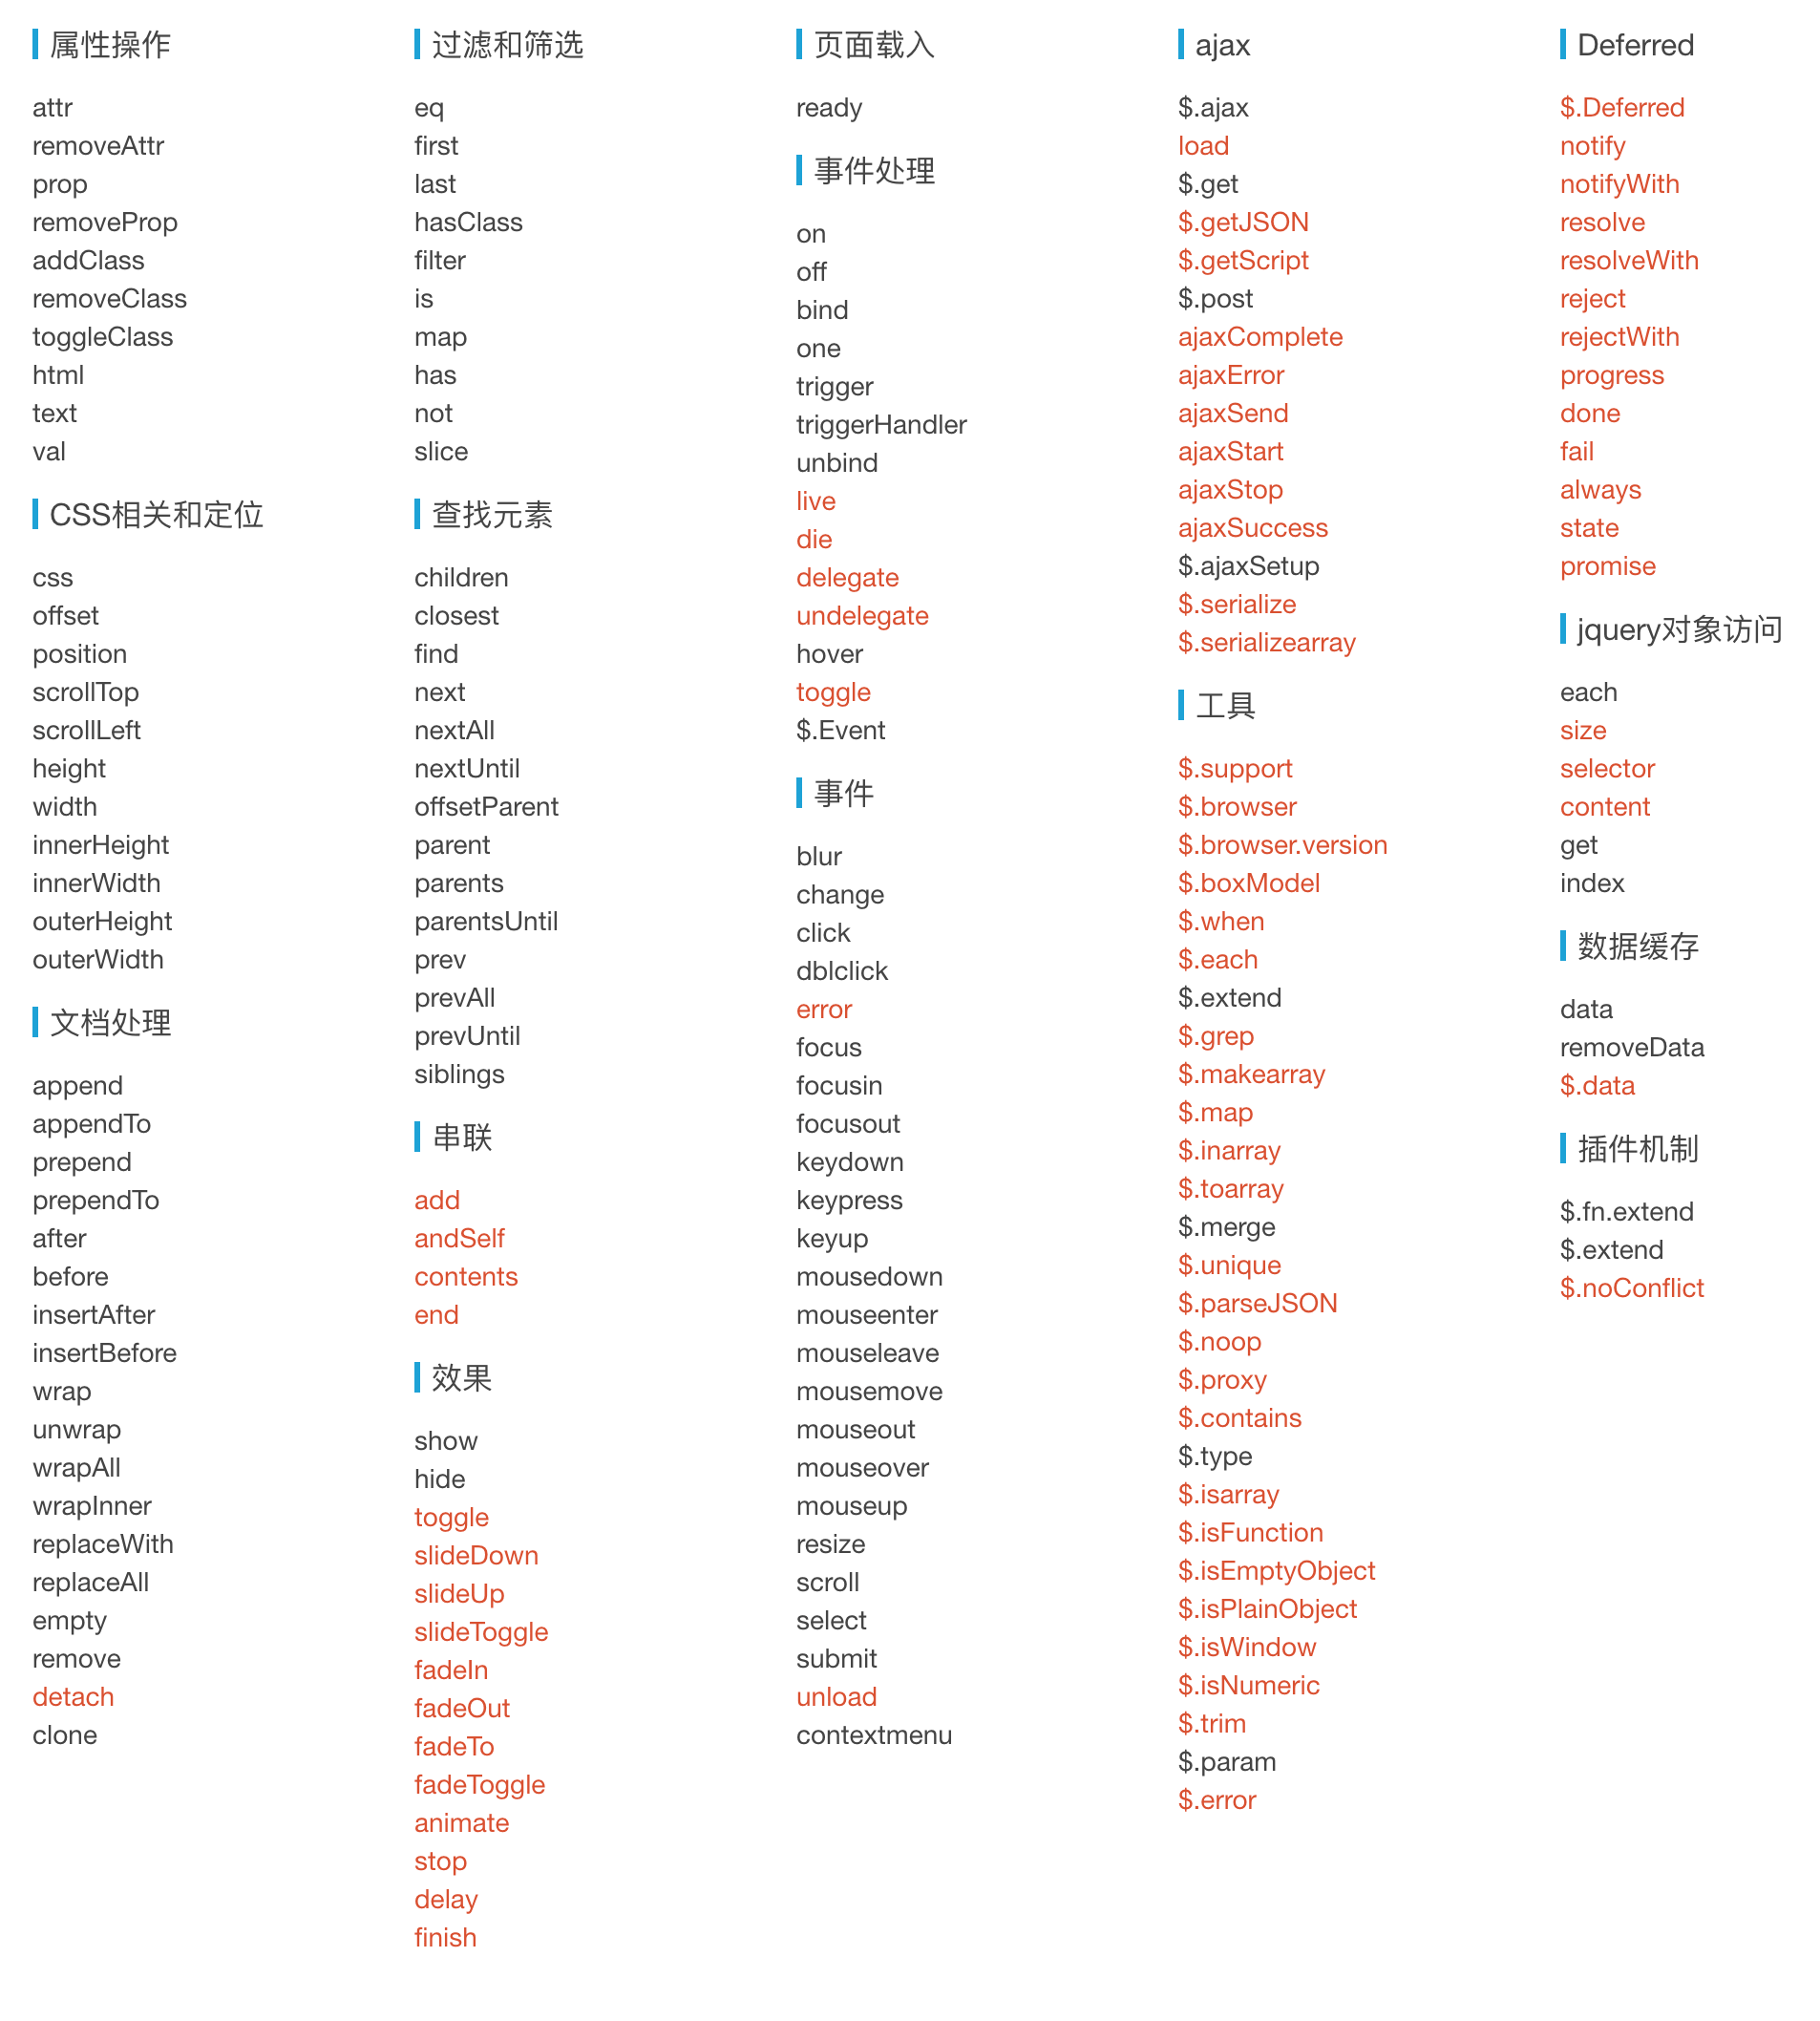 属性操作
attr
removeAttr
prop
removeProp
addClass
removeClass
toggleClass
html
text
val
CSS相关和定位
css
offset
position
scrollTop
scrollLeft
height
width
innerHeight
innerWidth
outerHeight
outerWidth
文档处理
append
appendTo
prepend
prependTo
after
before
insertAfter
insertBefore
wrap
unwrap
wrapAll
wrapInner
replaceWith
replaceAll
empty
remove
detach
clone
过滤和筛选
eq
first
last
hasClass
filter
is
map
has
not
slice
查找元素
children
closest
find
next
nextAll
nextUntil
offsetParent
parent
parents
parentsUntil
prev
prevAll
prevUntil
siblings
串联
add
andSelf
contents
end
效果
show
hide
toggle
slideDown
slideUp
slideToggle
fadeIn
fadeOut
fadeTo
fadeToggle
animate
stop
delay
finish
页面载入
ready
事件处理
on
off
bind
one
trigger
triggerHandler
unbind
live
die
delegate
undelegate
hover
toggle
$.Event
事件
blur
change
click
dblclick
error
focus
focusin
focusout
keydown
keypress
keyup
mousedown
mouseenter
mouseleave
mousemove
mouseout
mouseover
mouseup
resize
scroll
select
submit
unload
contextmenu
ajax
$.ajax
load
$.get
$.getJSON
$.getScript
$.post
ajaxComplete
ajaxError
ajaxSend
ajaxStart
ajaxStop
ajaxSuccess
$.ajaxSetup
$.serialize
$.serializearray
工具
$.support
$.browser
$.browser.version
$.boxModel
$.when
$.each
$.extend
$.grep
$.makearray
$.map
$.inarray
$.toarray
$.merge
$.unique
$.parseJSON
$.noop
$.proxy
$.contains
$.type
$.isarray
$.isFunction
$.isEmptyObject
$.isPlainObject
$.isWindow
$.isNumeric
$.trim
$.param
$.error
Deferred
$.Deferred
notify
notifyWith
resolve
resolveWith
reject
rejectWith
progress
done
fail
always
state
promise
jquery对象访问
each
size
selector
content
get
index
数据缓存
data
removeData
$.data
插件机制
$.fn.extend
$.extend
$.noConflict